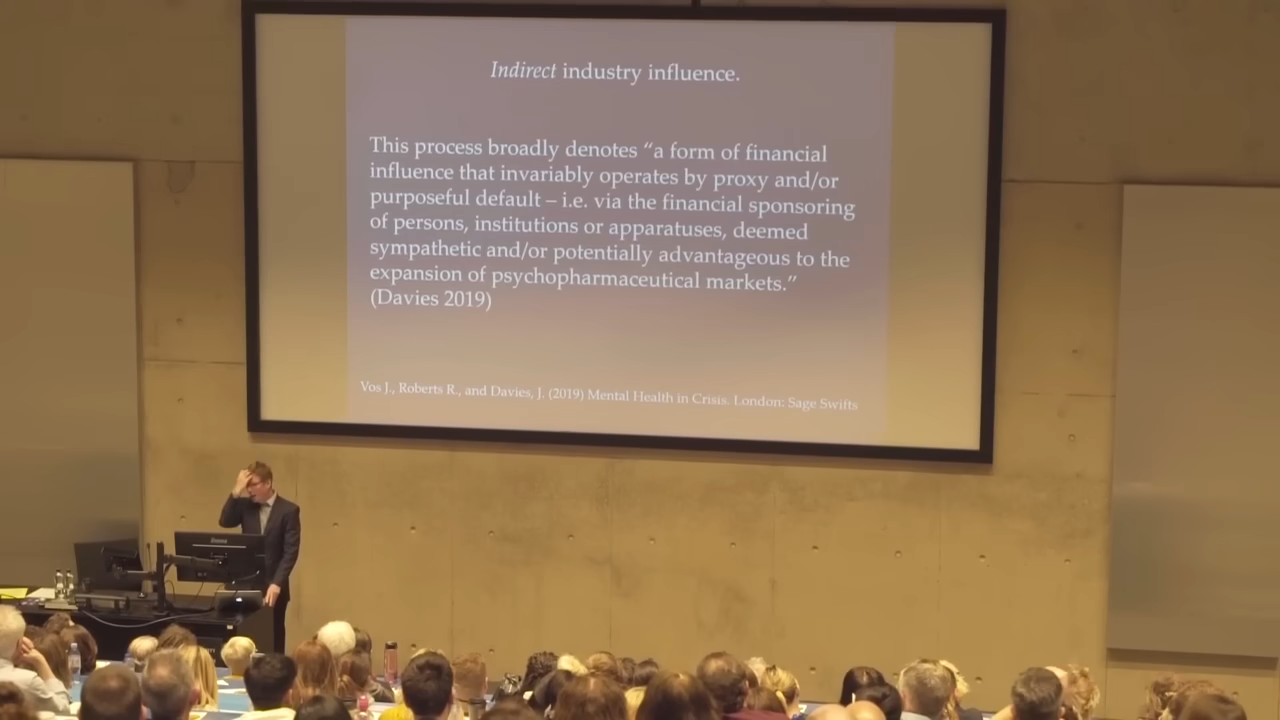 Indirect industry influence.
This process broadly denotes “a form of financial
influence that invariably operates by proxy and/or
purposeful default – i.e. via the financial sponsoring
of persons, institutions or apparatuses, deemed
sympathetic and/or potentially advantageous to the
expansion of psychopharmaceutical markets.”
(Davies 2019)
Vos J., Roberts R., and Davies, J. (2019) Mental Health in Crisis. London: Sage Swifts